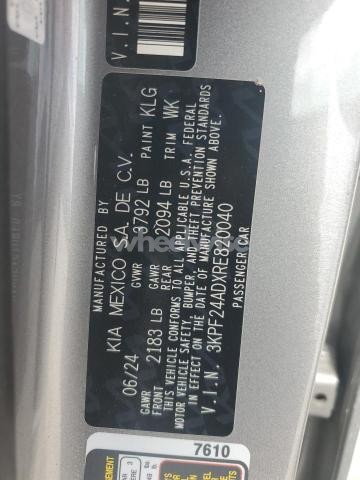 V.I.N.
MANUFACTURED BY
KIA MEXICO S.A. DE C.V.
06/24 GVWR 3792 LB PAINT KLG
GAWR FRONT 2183 LB GAWR REAR 2094 LB TRIM WK
THIS VEHICLE CONFORMS TO ALL APPLICABLE U.S.A. FEDERAL
MOTOR VEHICLE SAFETY, BUMPER, AND THEFT PREVENTION STANDARDS
IN EFFECT ON THE DATE OF MANUFACTURE SHOWN ABOVE.
V.I.N. 3KPF24ADXRE820040
PASSENGER CAR
7610